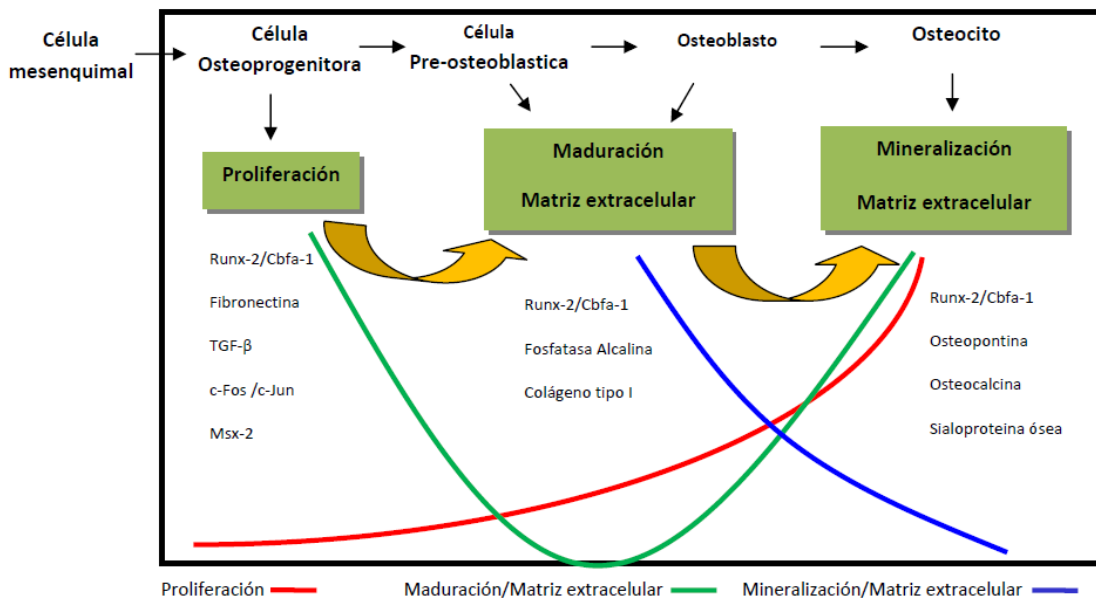 Célula
mesenquimal
Célula
Osteoprogenitora
Célula
Pre-osteoblastica
Osteoblasto
Osteocito
Proliferación
Maduración
Matriz extracelular
Mineralización
Matriz extracelular
Runx-2/Cbfa-1
Fibronectina
TGF-β
c-Fos /c-Jun
Msx-2
Runx-2/Cbfa-1
Fosfatasa Alcalina
Colágeno tipo I
Runx-2/Cbfa-1
Osteopontina
Osteocalcina
Sialoproteina ósea
Proliferación
Maduración/Matriz extracelular
Mineralización/Matriz extracelular